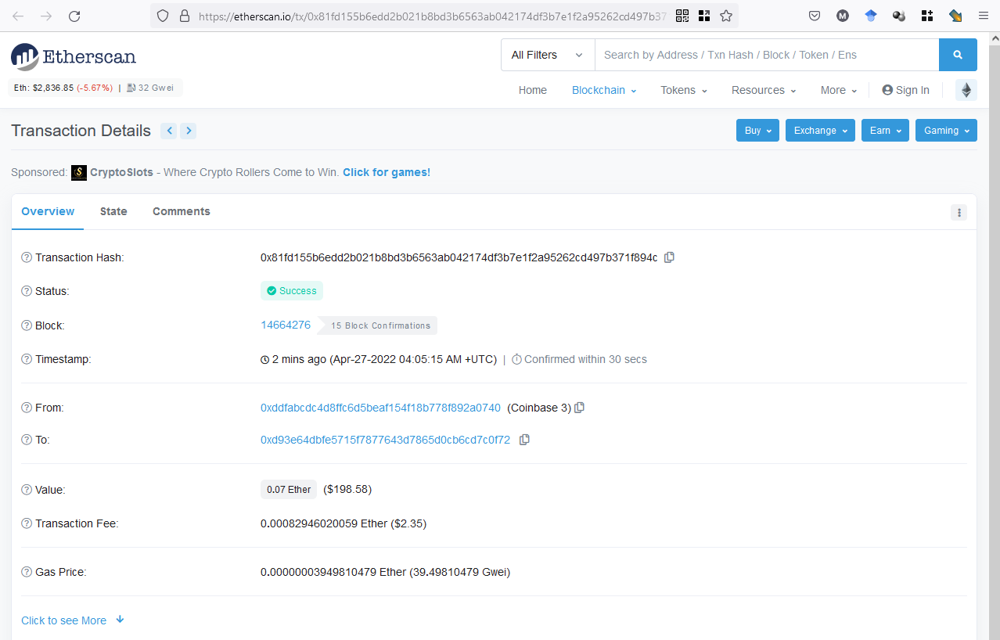 https://etherscan.io/tx/0x81fd155b6edd2b021b8bd3b6563ab042174df3b7e1f2a95262cd497b37
M
Etherscan
All Filters
Search by Address / Txn Hash / Block / Token / Ens
Eth: $2,836.85 (-5.67%) | 32 Gwei
Home Blockchain Tokens Resources More Sign In
Transaction Details
Buy Exchange Earn Gaming
Sponsored: $ CryptoSlots - Where Crypto Rollers Come to Win. Click for games!
Overview State Comments
Transaction Hash: 0x81fd155b6edd2b021b8bd3b6563ab042174df3b7e1f2a95262cd497b371f894c
Status: Success
Block: 14664276 15 Block Confirmations
Timestamp: 2 mins ago (Apr-27-2022 04:05:15 AM +UTC) | Confirmed within 30 secs
From: 0xddfabcdc4d8ffc6d5beaf154f18b778f892a0740 (Coinbase 3)
To: 0xd93e64dbfe5715f7877643d7865d0cb6cd7c0f72
Value: 0.07 Ether ($198.58)
Transaction Fee: 0.00082946020059 Ether ($2.35)
Gas Price: 0.00000003949810479 Ether (39.49810479 Gwei)
Click to see More